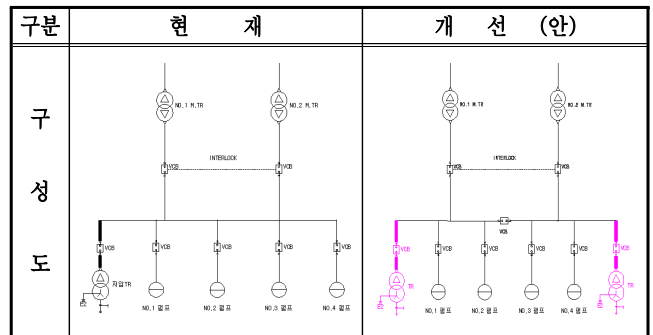 구분 현 재 개 선 (안)
구
성
도
NO.1 M.TR NO.2 M.TR
INTERLOCK
VCB VCB
VCB VCB VCB VCB VCB
저압TR
NO.1 펌프 NO.2 펌프 NO.3 펌프 NO.4 펌프
NO.1 M.TR NO.2 M.TR
INTERLOCK
VCB VCB
VCB
VCB VCB VCB VCB VCB VCB
TR TR
NO.1 펌프 NO.2 펌프 NO.3 펌프 NO.4 펌프